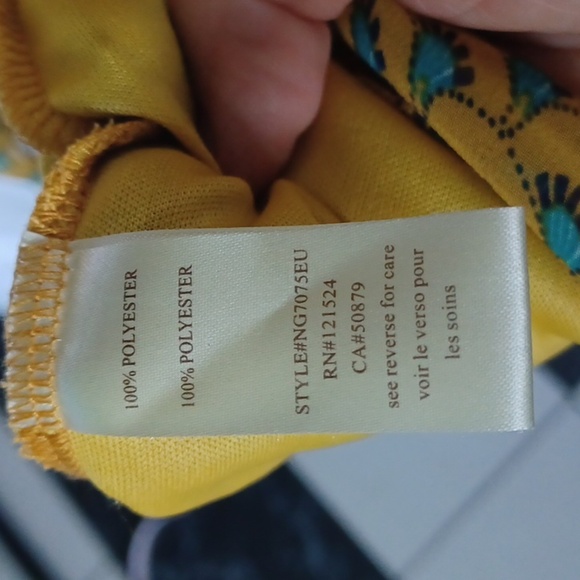 100% POLYESTER
100% POLYESTER
STYLE#NG7075EU
RN#121524
CA#50879
see reverse for care
voir le verso pour
les soins